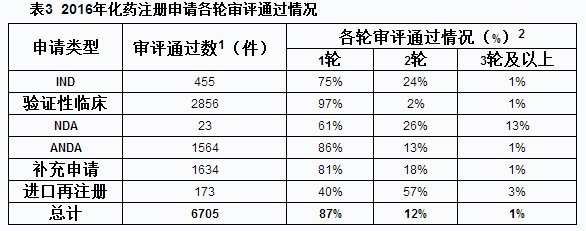 表3 2016年化药注册申请各轮审评通过情况
申请类型 审评通过数1（件） 各轮审评通过情况（%）2
1轮 2轮 3轮及以上
IND 455 75% 24% 1%
验证性临床 2856 97% 2% 1%
NDA 23 61% 26% 13%
ANDA 1564 86% 13% 1%
补充申请 1634 81% 18% 1%
进口再注册 173 40% 57% 3%
总计 6705 87% 12% 1%